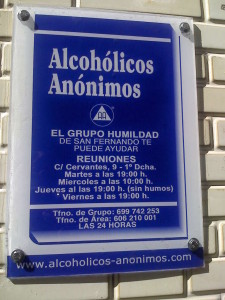 Alcohólicos
Anónimos
AA
EL GRUPO HUMILDAD
DE SAN FERNANDO TE
PUEDE AYUDAR
REUNIONES
C/ Cervantes, 9 - 1º Dcha.
Martes a las 19:00 h.
Miercoles a las 10:00 h.
Jueves al las 19:00 h. (sin humos)
* Viernes a las 19:00 h.
Tfno. de Grupo: 699 742 253
Tfno. de Área: 606 210 001
LAS 24 HORAS
www.alcoholicos-anonimos.com